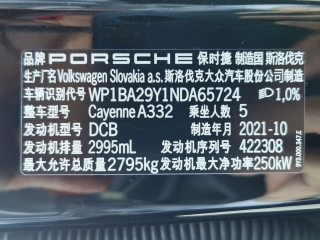 品牌 PORSCHE 保时捷 制造国 斯洛伐克
生产厂名 Volkswagen Slovakia a.s. 斯洛伐克大众汽车股份公司制造
车辆识别代号 WP1BA29Y1NDA65724 1,0%
整车型号 Cayenne A332 乘坐人数 5
发动机型号 DCB 制造年月 2021-10
发动机排量 2995mL 发动机序列号 422308
最大允许总质量 2795kg 发动机最大净功率 250kW
9Y0.000.347.E